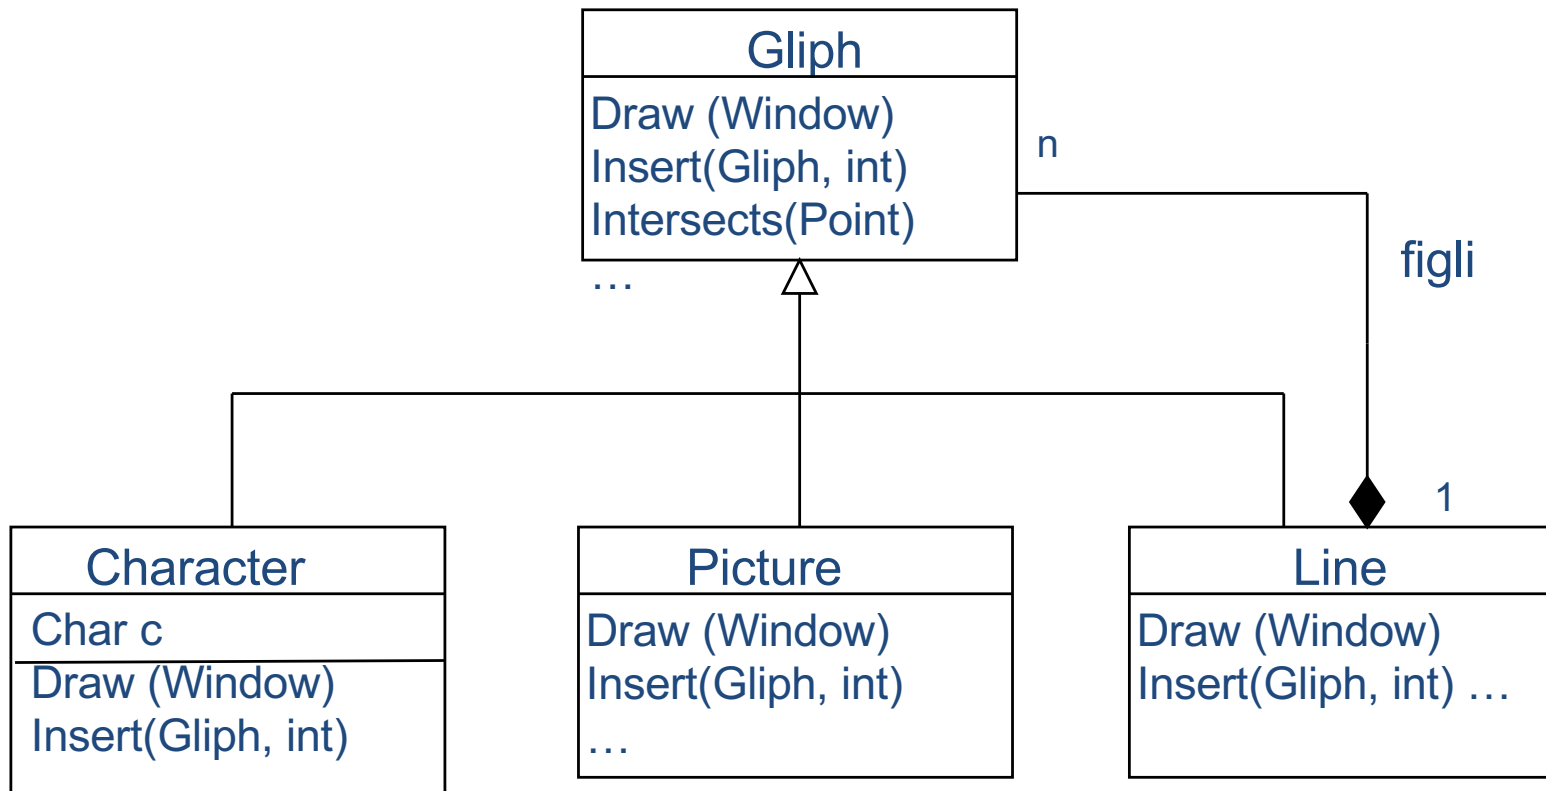 Gliph
Draw (Window)
Insert(Gliph, int)
Intersects(Point)
…
n
figli
1
Character
Char c
Draw (Window)
Insert(Gliph, int)
Picture
Draw (Window)
Insert(Gliph, int)
…
Line
Draw (Window)
Insert(Gliph, int) …